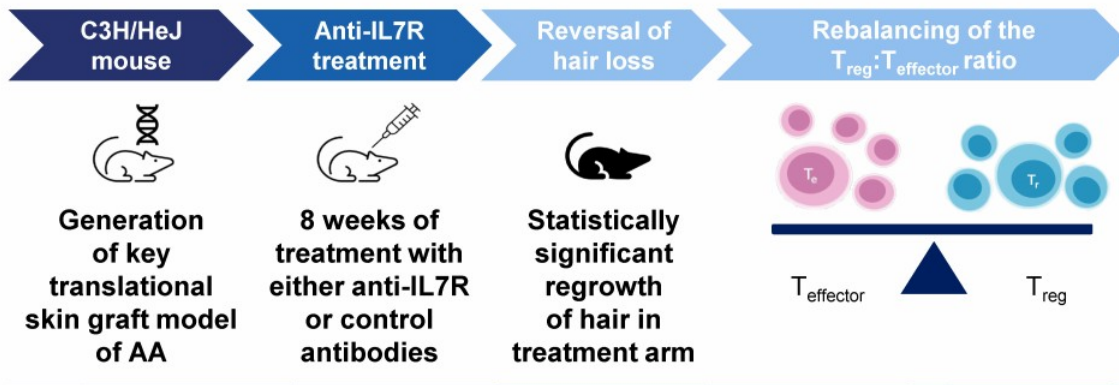 C3H/HeJ
mouse
Anti-IL7R
treatment
Reversal of
hair loss
Rebalancing of the
Treg:Teffector ratio
Generation
of key
translational
skin graft model
of AA
8 weeks of
treatment with
either anti-IL7R
or control
antibodies
Statistically
significant
regrowth
of hair in
treatment arm
Te
Tr
Teffector
Treg